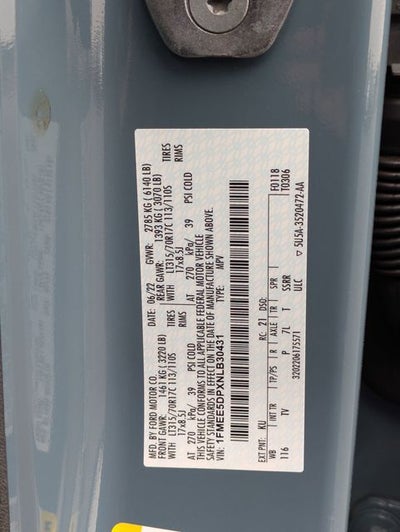 MFD. BY FORD MOTOR CO.
DATE: 06/22 GVWR: 2785 KG ( 6140 LB)
FRONT GAWR: 1461 KG ( 3220 LB) REAR GAWR: 1393 KG ( 3070 LB)
WITH LT315/70R17C 113/110S TIRES WITH LT315/70R17C 113/110S TIRES
17x8.5J RIMS 17x8.5J RIMS
AT 270 kPa/ 39 PSI COLD AT 270 kPa/ 39 PSI COLD
THIS VEHICLE CONFORMS TO ALL APPLICABLE FEDERAL MOTOR VEHICLE
SAFETY STANDARDS IN EFFECT ON THE DATE OF MANUFACTURE SHOWN ABOVE.
VIN: 1FMEE5DPXNLB30431
TYPE: MPV
F0118
T0306
EXT PNT: KU RC: 21 DSO:
WB INT TR TP/PS R AXLE TR SPR
116 TV P 7L T SSRR
3202206175571 ULC
5U5A-3520472-AA